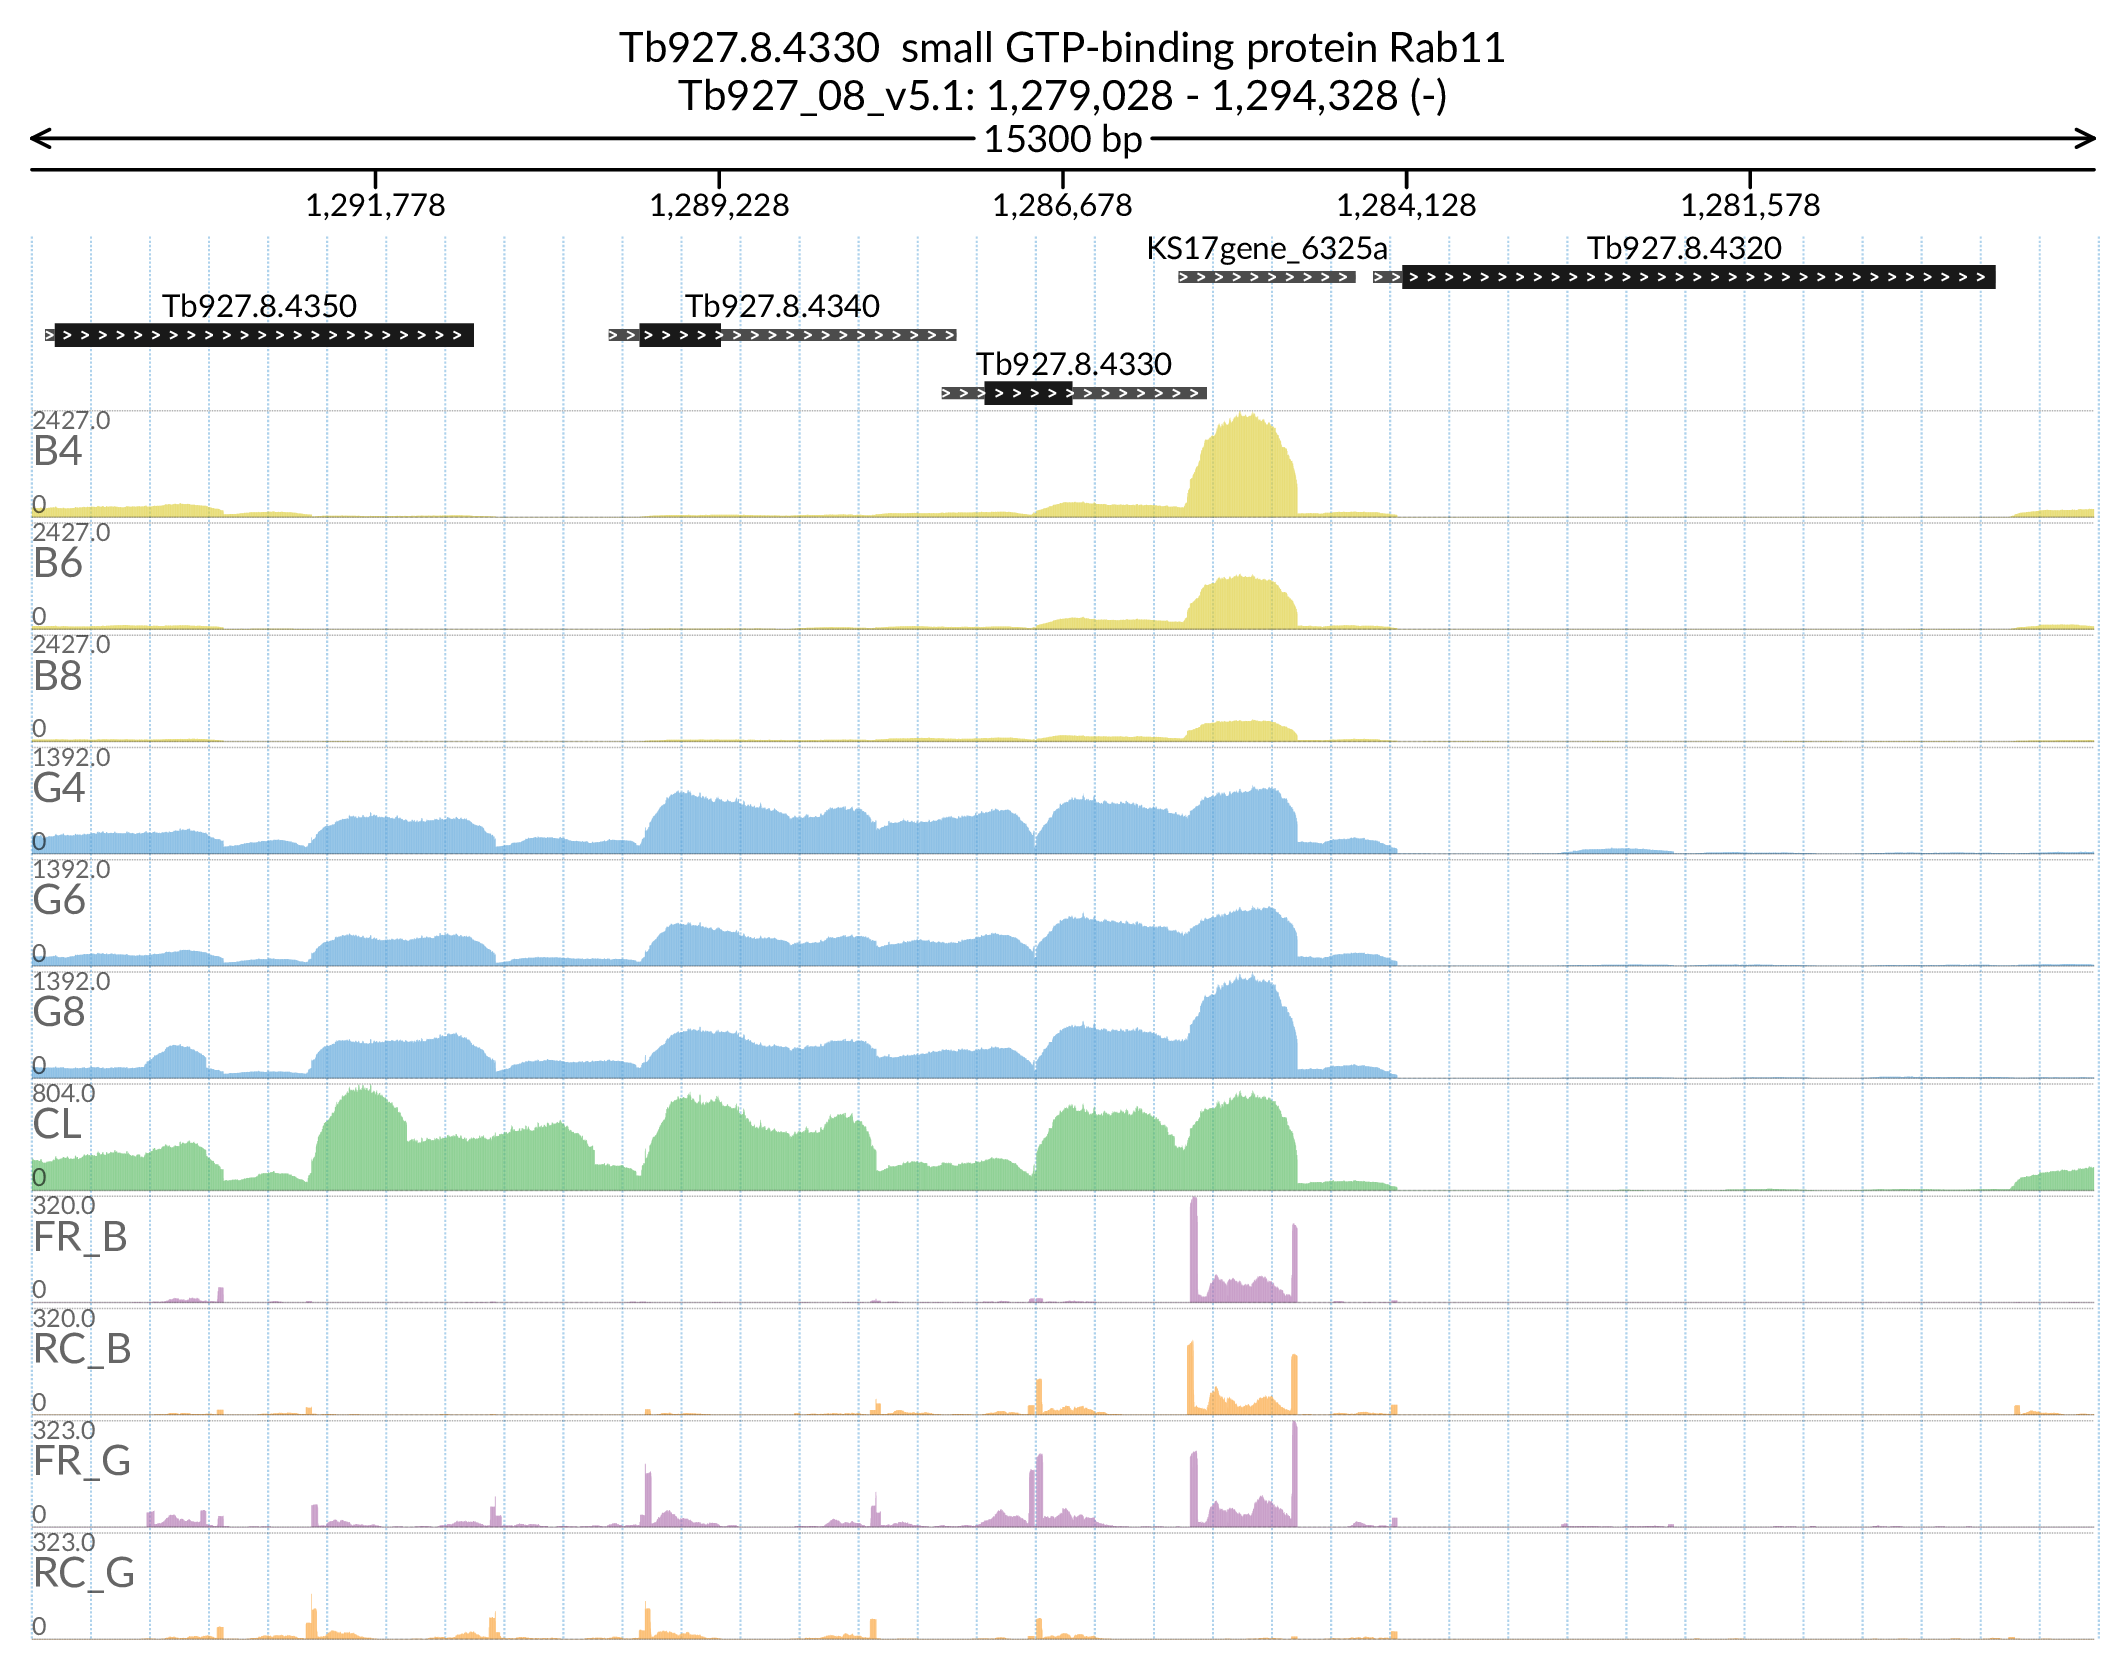 Tb927.8.4330  small GTP-binding protein Rab11
Tb927_08_v5.1: 1,279,028 - 1,294,328 (-)
15300 bp
1,291,778 1,289,228 1,286,678 1,284,128 1,281,578
KS17gene_6325a Tb927.8.4320
Tb927.8.4350 Tb927.8.4340
Tb927.8.4330
2427.0
B4
0
2427.0
B6
0
2427.0
B8
0
1392.0
G4
0
1392.0
G6
0
1392.0
G8
0
804.0
CL
0
320.0
FR_B
0
320.0
RC_B
0
323.0
FR_G
0
323.0
RC_G
0